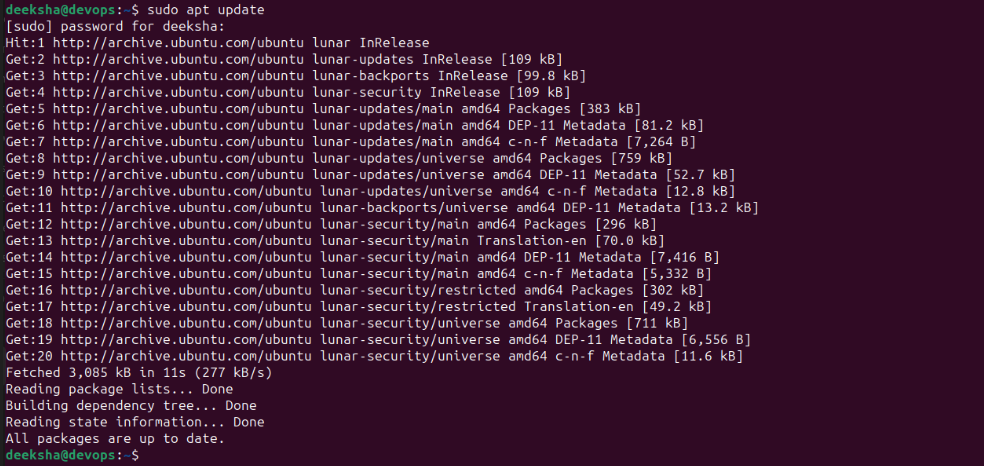 deeksha@devops:~$ sudo apt update
[sudo] password for deeksha:
Hit:1 http://archive.ubuntu.com/ubuntu lunar InRelease
Get:2 http://archive.ubuntu.com/ubuntu lunar-updates InRelease [109 kB]
Get:3 http://archive.ubuntu.com/ubuntu lunar-backports InRelease [99.8 kB]
Get:4 http://archive.ubuntu.com/ubuntu lunar-security InRelease [109 kB]
Get:5 http://archive.ubuntu.com/ubuntu lunar-updates/main amd64 Packages [383 kB]
Get:6 http://archive.ubuntu.com/ubuntu lunar-updates/main amd64 DEP-11 Metadata [81.2 kB]
Get:7 http://archive.ubuntu.com/ubuntu lunar-updates/main amd64 c-n-f Metadata [7,264 B]
Get:8 http://archive.ubuntu.com/ubuntu lunar-updates/universe amd64 Packages [759 kB]
Get:9 http://archive.ubuntu.com/ubuntu lunar-updates/universe amd64 DEP-11 Metadata [52.7 kB]
Get:10 http://archive.ubuntu.com/ubuntu lunar-updates/universe amd64 c-n-f Metadata [12.8 kB]
Get:11 http://archive.ubuntu.com/ubuntu lunar-backports/universe amd64 DEP-11 Metadata [13.2 kB]
Get:12 http://archive.ubuntu.com/ubuntu lunar-security/main amd64 Packages [296 kB]
Get:13 http://archive.ubuntu.com/ubuntu lunar-security/main Translation-en [70.0 kB]
Get:14 http://archive.ubuntu.com/ubuntu lunar-security/main amd64 DEP-11 Metadata [7,416 B]
Get:15 http://archive.ubuntu.com/ubuntu lunar-security/main amd64 c-n-f Metadata [5,332 B]
Get:16 http://archive.ubuntu.com/ubuntu lunar-security/restricted amd64 Packages [302 kB]
Get:17 http://archive.ubuntu.com/ubuntu lunar-security/restricted Translation-en [49.2 kB]
Get:18 http://archive.ubuntu.com/ubuntu lunar-security/universe amd64 Packages [711 kB]
Get:19 http://archive.ubuntu.com/ubuntu lunar-security/universe amd64 DEP-11 Metadata [6,556 B]
Get:20 http://archive.ubuntu.com/ubuntu lunar-security/universe amd64 c-n-f Metadata [11.6 kB]
Fetched 3,085 kB in 11s (277 kB/s)
Reading package lists... Done
Building dependency tree... Done
Reading state information... Done
All packages are up to date.
deeksha@devops:~$